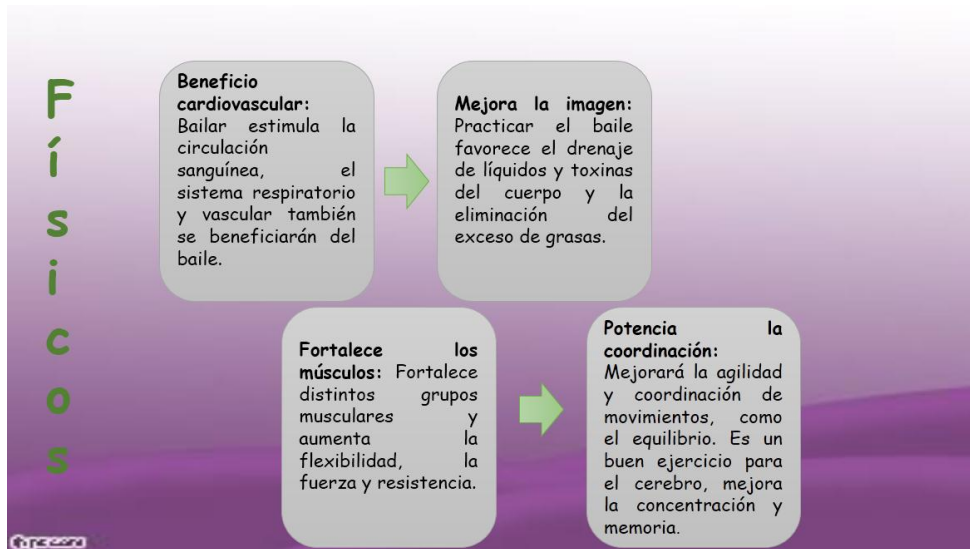 Físicos
Beneficio
cardiovascular:
Bailar estimula la
circulación
sanguínea, el
sistema respiratorio
y vascular también
se beneficiarán del
baile.
Mejora la imagen:
Practicar el baile
favorece el drenaje
de líquidos y toxinas
del cuerpo y la
eliminación del
exceso de grasas.
Fortalece los
músculos: Fortalece
distintos grupos
musculares y
aumenta la
flexibilidad, la
fuerza y resistencia.
Potencia la
coordinación:
Mejorará la agilidad
y coordinación de
movimientos, como
el equilibrio. Es un
buen ejercicio para
el cerebro, mejora
la concentración y
memoria.